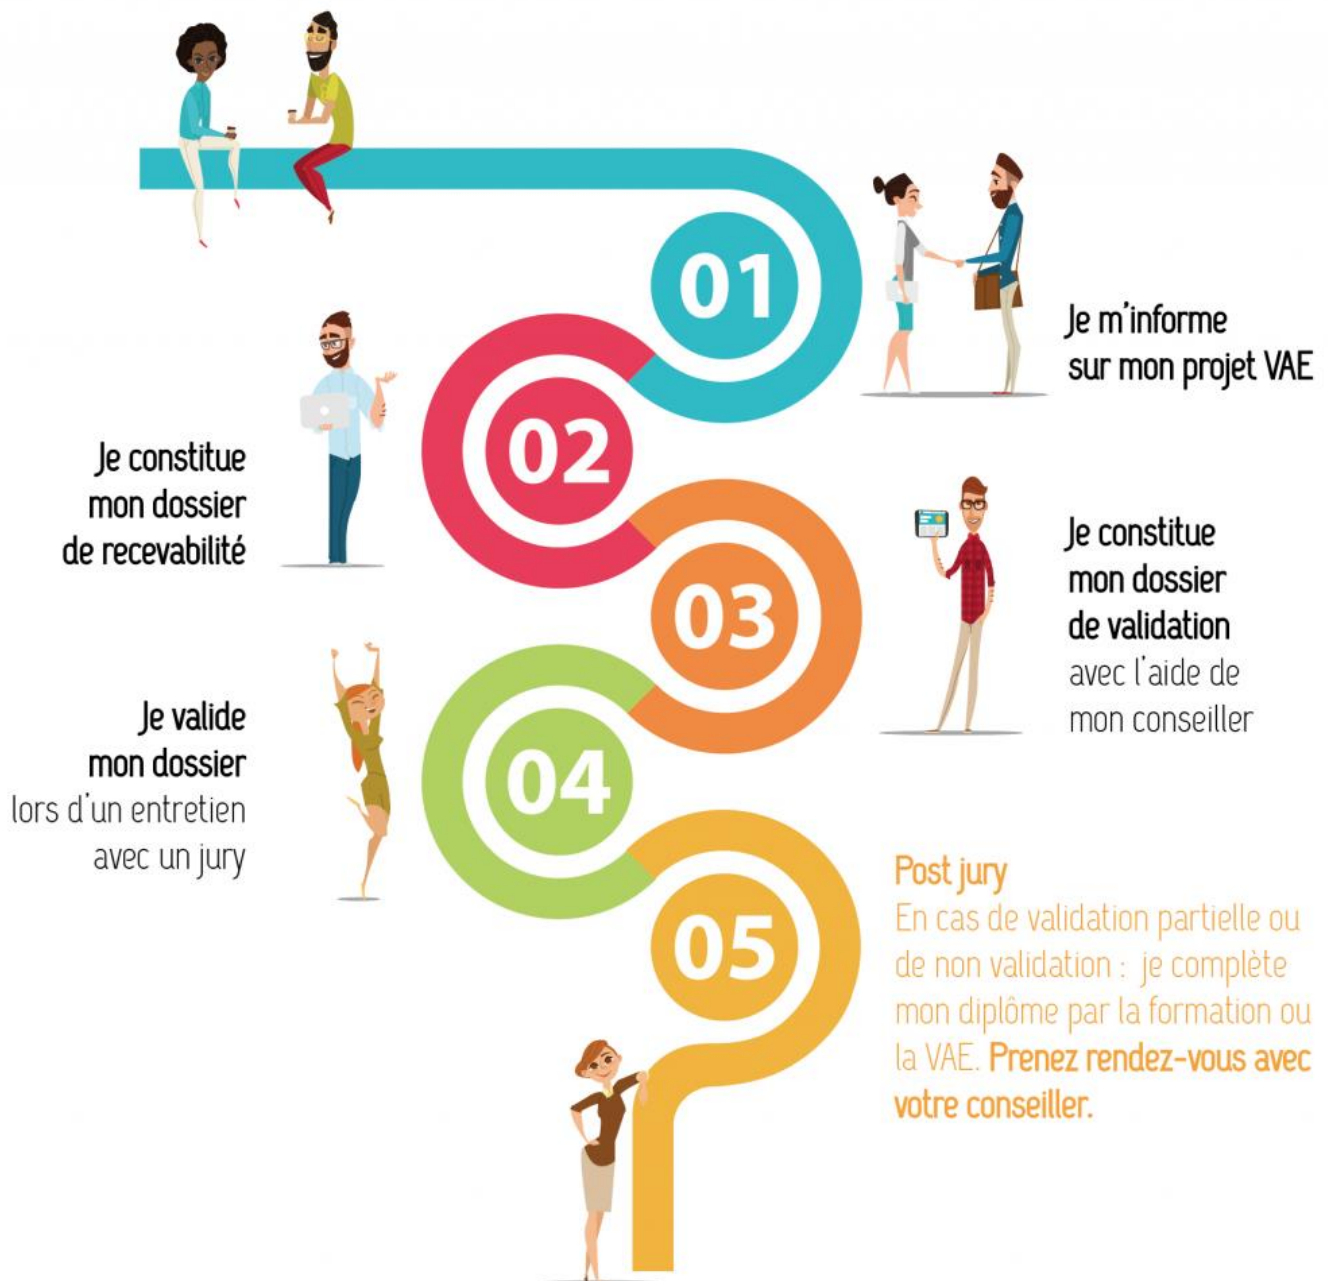 01
Je m'informe
sur mon projet VAE
02
Je constitue
mon dossier
de recevabilité
03
Je constitue
mon dossier
de validation
avec l'aide de
mon conseiller
04
Je valide
mon dossier
lors d'un entretien
avec un jury
05
Post jury
En cas de validation partielle ou
de non validation : je complète
mon diplôme par la formation ou
la VAE. Prenez rendez-vous avec
votre conseiller.